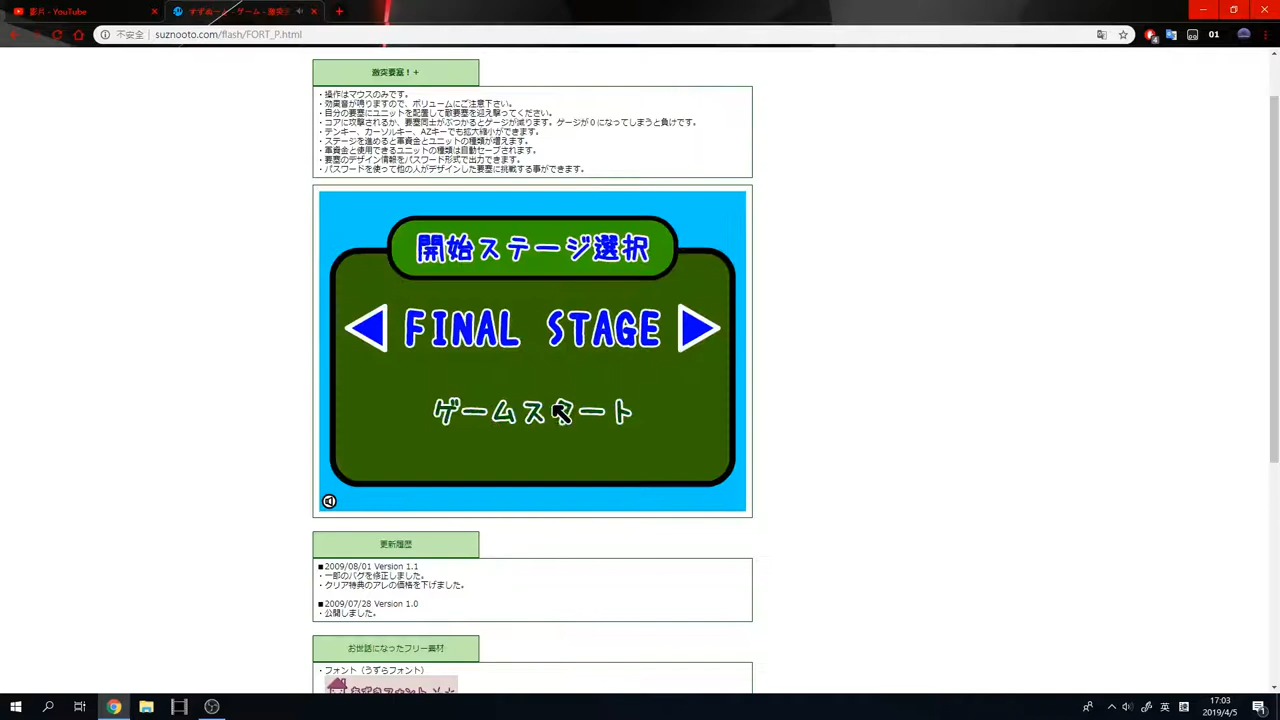 影片 - YouTube
すずぬーと - ゲーム - 激突
不安全
suznooto.com/flash/FORT_P.html
4
01
激突要塞！+
・操作はマウスのみです。
・効果音が鳴りますので、ボリュームにご注意下さい。
・自分の要塞にユニットを配置して敵要塞を迎え撃ってください。
・コアに攻撃されるか、要塞同士がぶつかるとゲージが減ります。ゲージが０になってしまうと負けです。
・テンキー、カーソルキー、AZキーでも拡大縮小ができます。
・ステージを進めると軍資金とユニットの種類が増えます。
・軍資金と使用できるユニットの種類は自動セーブされます。
・要塞のデザイン情報をパスワード形式で出力できます。
・パスワードを使って他の人がデザインした要塞に挑戦する事ができます。
開始ステージ選択
FINAL STAGE
ゲームスタート
更新履歴
■2009/08/01 Version 1.1
・一部のバグを修正しました。
・クリア特典のアレの価格を下げました。
■2009/07/28 Version 1.0
・公開しました。
お世話になったフリー素材
・フォント（うずらフォント）
英
17:03
2019/4/5
1